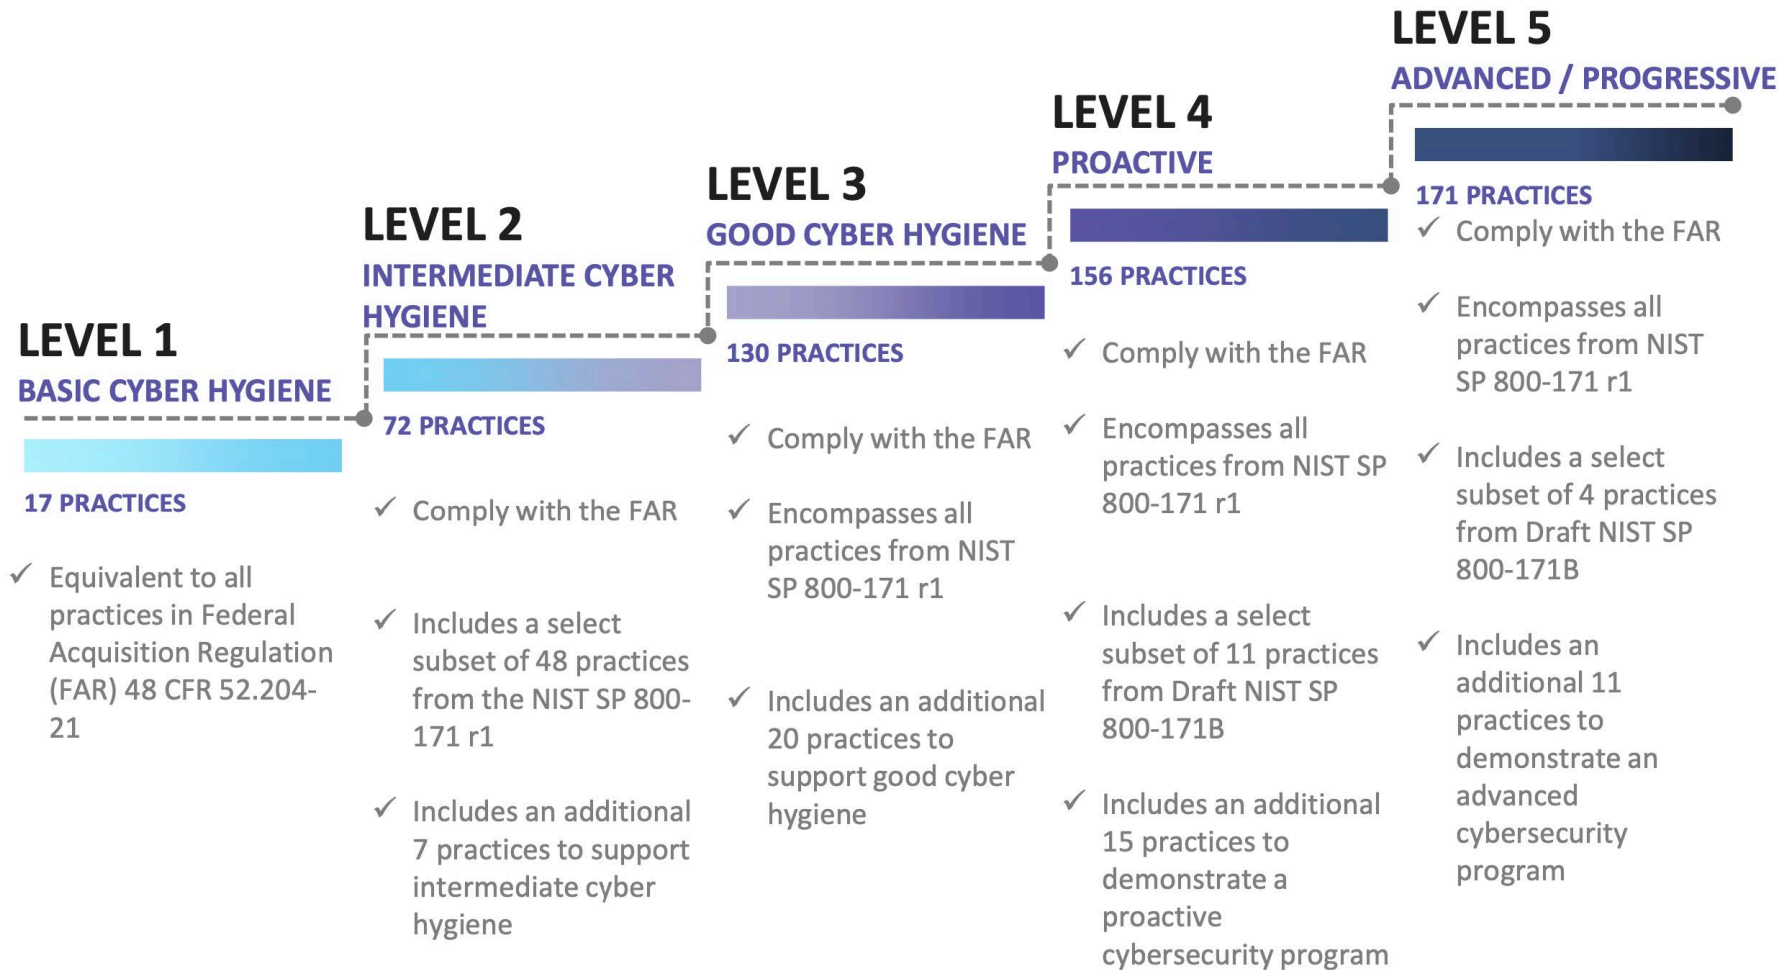 LEVEL 1
BASIC CYBER HYGIENE
17 PRACTICES
✓ Equivalent to all
practices in Federal
Acquisition Regulation
(FAR) 48 CFR 52.204-
21
LEVEL 2
INTERMEDIATE CYBER
HYGIENE
72 PRACTICES
✓ Comply with the FAR
✓ Includes a select
subset of 48 practices
from the NIST SP 800-
171 r1
✓ Includes an additional
7 practices to support
intermediate cyber
hygiene
LEVEL 3
GOOD CYBER HYGIENE
130 PRACTICES
✓ Comply with the FAR
✓ Encompasses all
practices from NIST
SP 800-171 r1
✓ Includes an additional
20 practices to
support good cyber
hygiene
LEVEL 4
PROACTIVE
156 PRACTICES
✓ Comply with the FAR
✓ Encompasses all
practices from NIST SP
800-171 r1
✓ Includes a select
subset of 11 practices
from Draft NIST SP
800-171B
✓ Includes an additional
15 practices to
demonstrate a
proactive
cybersecurity program
LEVEL 5
ADVANCED / PROGRESSIVE
171 PRACTICES
✓ Comply with the FAR
✓ Encompasses all
practices from NIST
SP 800-171 r1
✓ Includes a select
subset of 4 practices
from Draft NIST SP
800-171B
✓ Includes an
additional 11
practices to
demonstrate an
advanced
cybersecurity
program